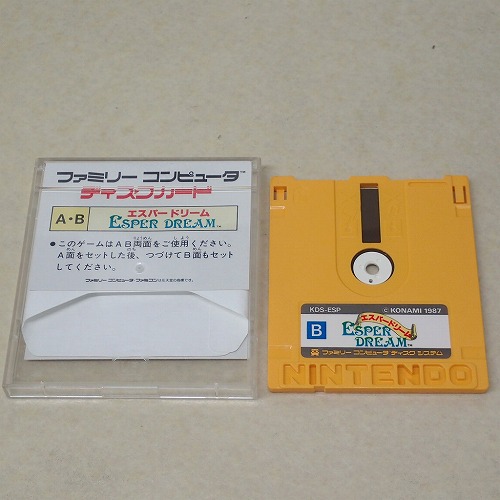 ファミリー コンピュータ™
ディスクカード
A・B
エスパードリーム
ESPER DREAM™
●このゲームはAB両面をご使用ください。
A面をセットした後、つづけてB面もセット
してください。
KDS-ESP
© KONAMI 1987
B
エスパードリーム
ESPER
DREAM™
ファミリー コンピュータ ディスク システム
NINTENDO